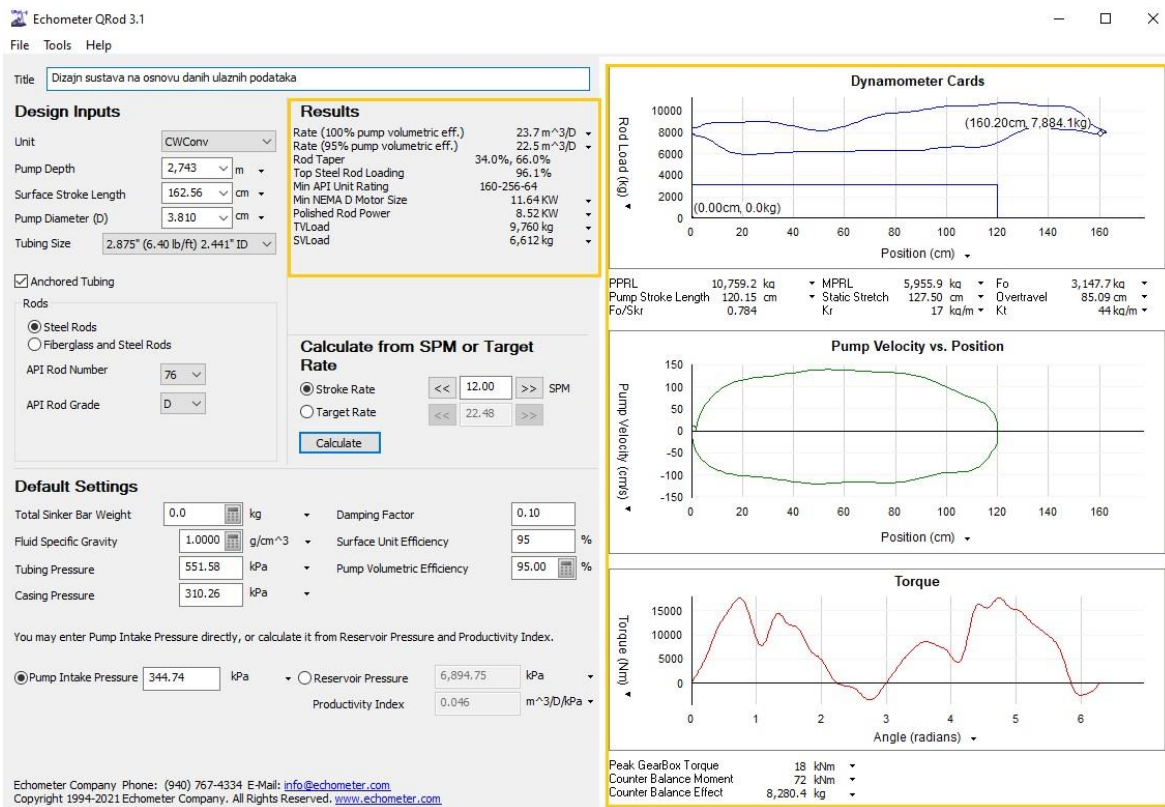 Echometer QRod 3.1
File Tools Help
Title Dizajn sustava na osnovu danih ulaznih podataka
Design Inputs
Unit CWConv
Pump Depth 2,743 m
Surface Stroke Length 162.56 cm
Pump Diameter (D) 3.810 cm
Tubing Size 2.875" (6.40 lb/ft) 2.441" ID
Anchored Tubing
Rods
Steel Rods
Fiberglass and Steel Rods
API Rod Number 76
API Rod Grade D
Results
Rate (100% pump volumetric eff.) 23.7 m^3/D
Rate (95% pump volumetric eff.) 22.5 m^3/D
Rod Taper 34.0%, 66.0%
Top Steel Rod Loading 96.1%
Min API Unit Rating 160-256-64
Min NEMA D Motor Size 11.64 KW
Polished Rod Power 8.52 KW
TVLoad 9,760 kg
SVLoad 6,612 kg
Calculate from SPM or Target
Rate
Stroke Rate << 12.00 >> SPM
Target Rate << 22.48 >>
Calculate
Default Settings
Total Sinker Bar Weight 0.0 kg
Fluid Specific Gravity 1.0000 g/cm^3
Tubing Pressure 551.58 kPa
Casing Pressure 310.26 kPa
Damping Factor 0.10
Surface Unit Efficiency 95 %
Pump Volumetric Efficiency 95.00 %
You may enter Pump Intake Pressure directly, or calculate it from Reservoir Pressure and Productivity Index.
Pump Intake Pressure 344.74 kPa
Reservoir Pressure 6,894.75 kPa
Productivity Index 0.046 m^3/D/kPa
Echometer Company Phone: (940) 767-4334 E-Mail: info@echometer.com
Copyright 1994-2021 Echometer Company. All Rights Reserved. www.echometer.com
Dynamometer Cards
Rod Load (kg)
10000
8000
6000
4000
2000
0
(160.20cm, 7,884.1kg)
(0.00cm, 0.0kg)
0 20 40 60 80 100 120 140 160
Position (cm)
PPRL 10,759.2 kg MPRL 5,955.9 kg Fo 3,147.7 kg
Pump Stroke Length 120.15 cm Static Stretch 127.50 cm Overtravel 85.09 cm
Fo/Skr 0.784 Kr 17 kg/m Kt 44 kg/m
Pump Velocity vs. Position
Pump Velocity (cm/s)
150
100
50
0
-50
-100
-150
0 20 40 60 80 100 120 140 160
Position (cm)
Torque
Torque (Nm)
15000
10000
5000
0
0 1 2 3 4 5 6
Angle (radians)
Peak GearBox Torque 18 kNm
Counter Balance Moment 72 kNm
Counter Balance Effect 8,280.4 kg